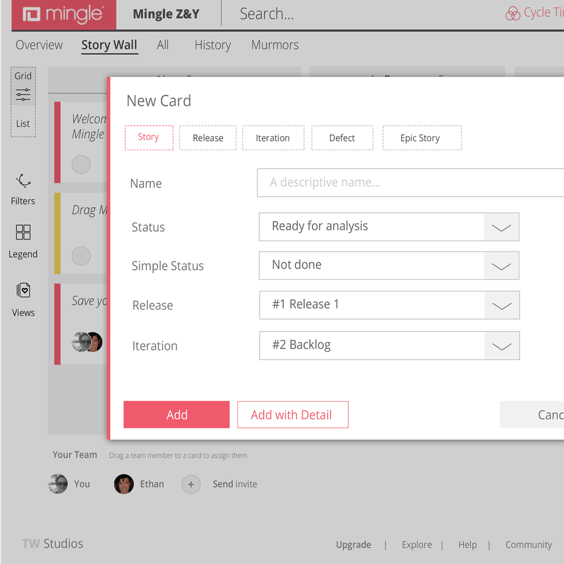 mingle
Mingle Z&Y
Search...
Cycle Ti
Overview
Story Wall
All
History
Murmors
Grid
List
Filters
Legend
Views
Welcom
Mingle
Drag M
Save yo
New Card
Story
Release
Iteration
Defect
Epic Story
Name
A descriptive name...
Status
Ready for analysis
Simple Status
Not done
Release
#1 Release 1
Iteration
#2 Backlog
Add
Add with Detail
Canc
Your Team
Drag a team member to a card to assign them
You
Ethan
+
Send invite
TW Studios
Upgrade | Explore | Help | Community